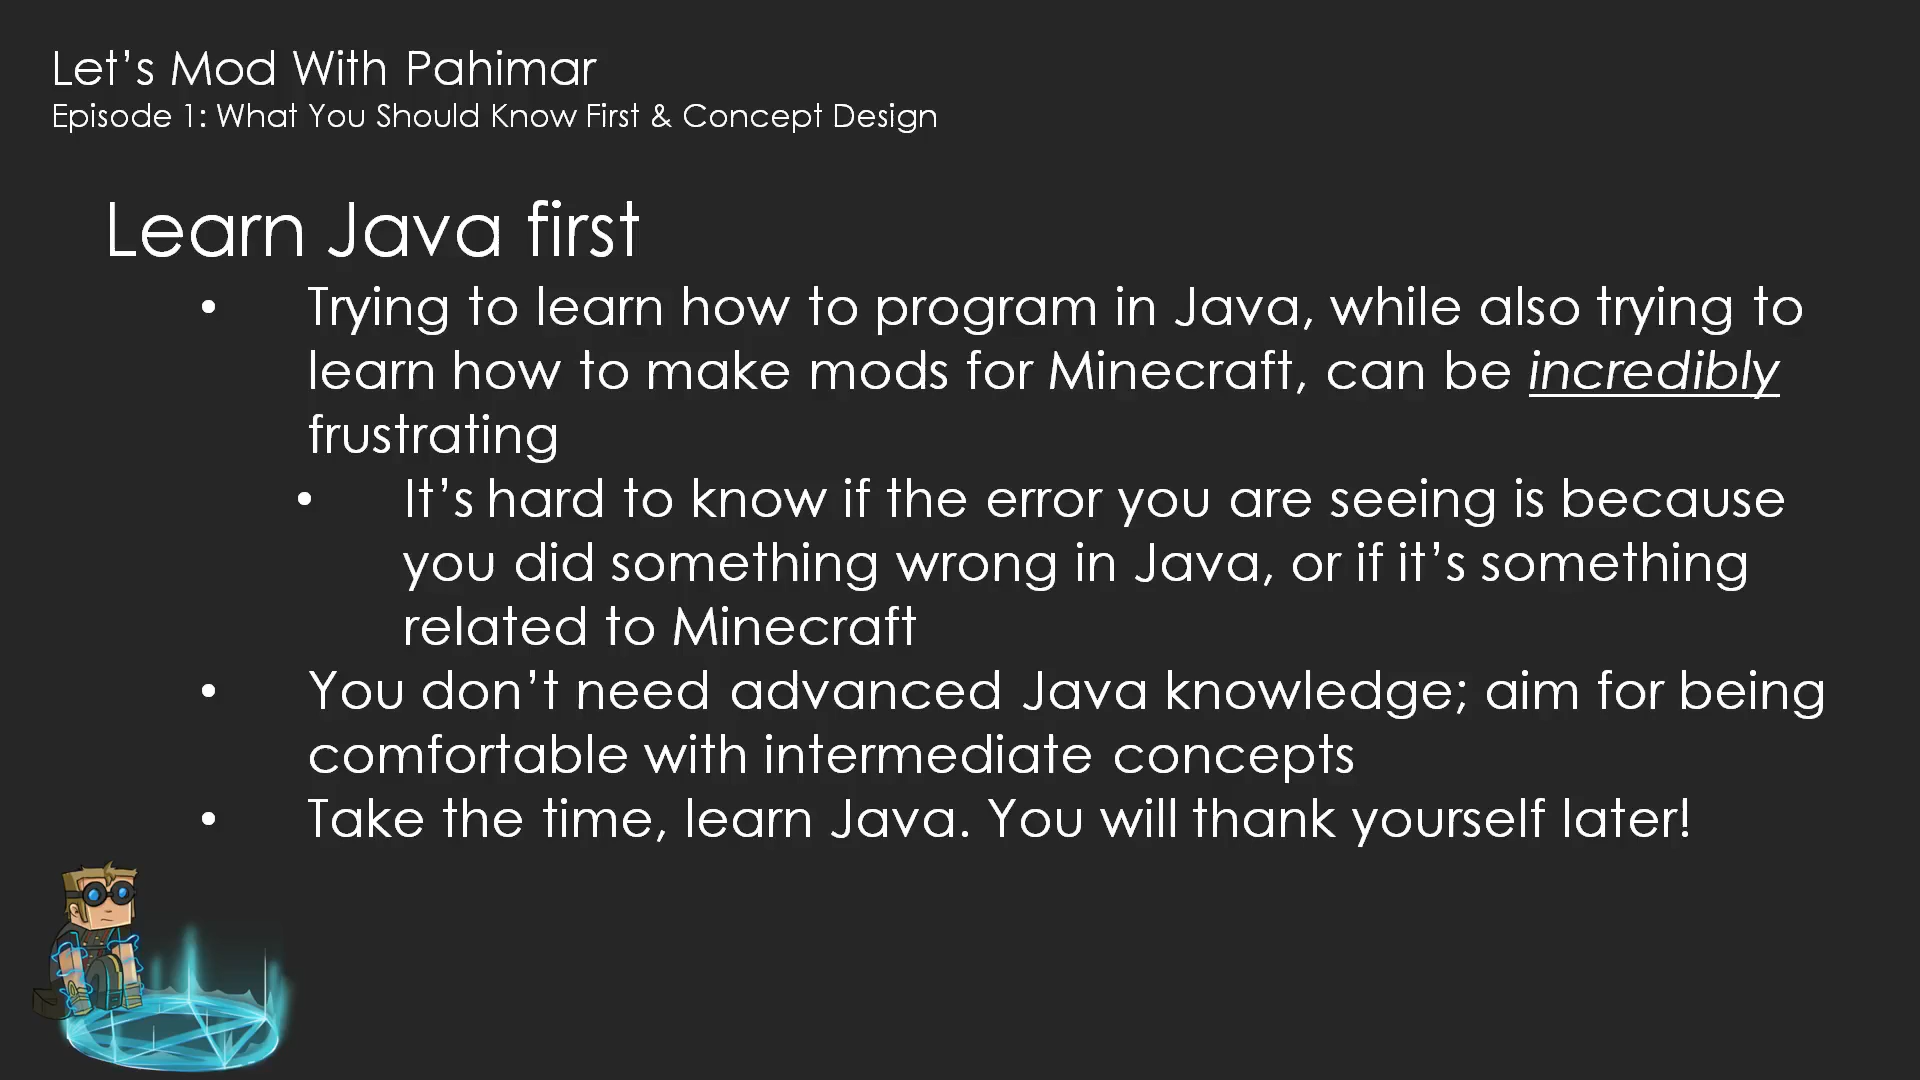 Let’s Mod With Pahimar
Episode 1: What You Should Know First & Concept Design
Learn Java first
• Trying to learn how to program in Java, while also trying to
learn how to make mods for Minecraft, can be incredibly
frustrating
• It’s hard to know if the error you are seeing is because
you did something wrong in Java, or if it’s something
related to Minecraft
• You don’t need advanced Java knowledge; aim for being
comfortable with intermediate concepts
• Take the time, learn Java. You will thank yourself later!